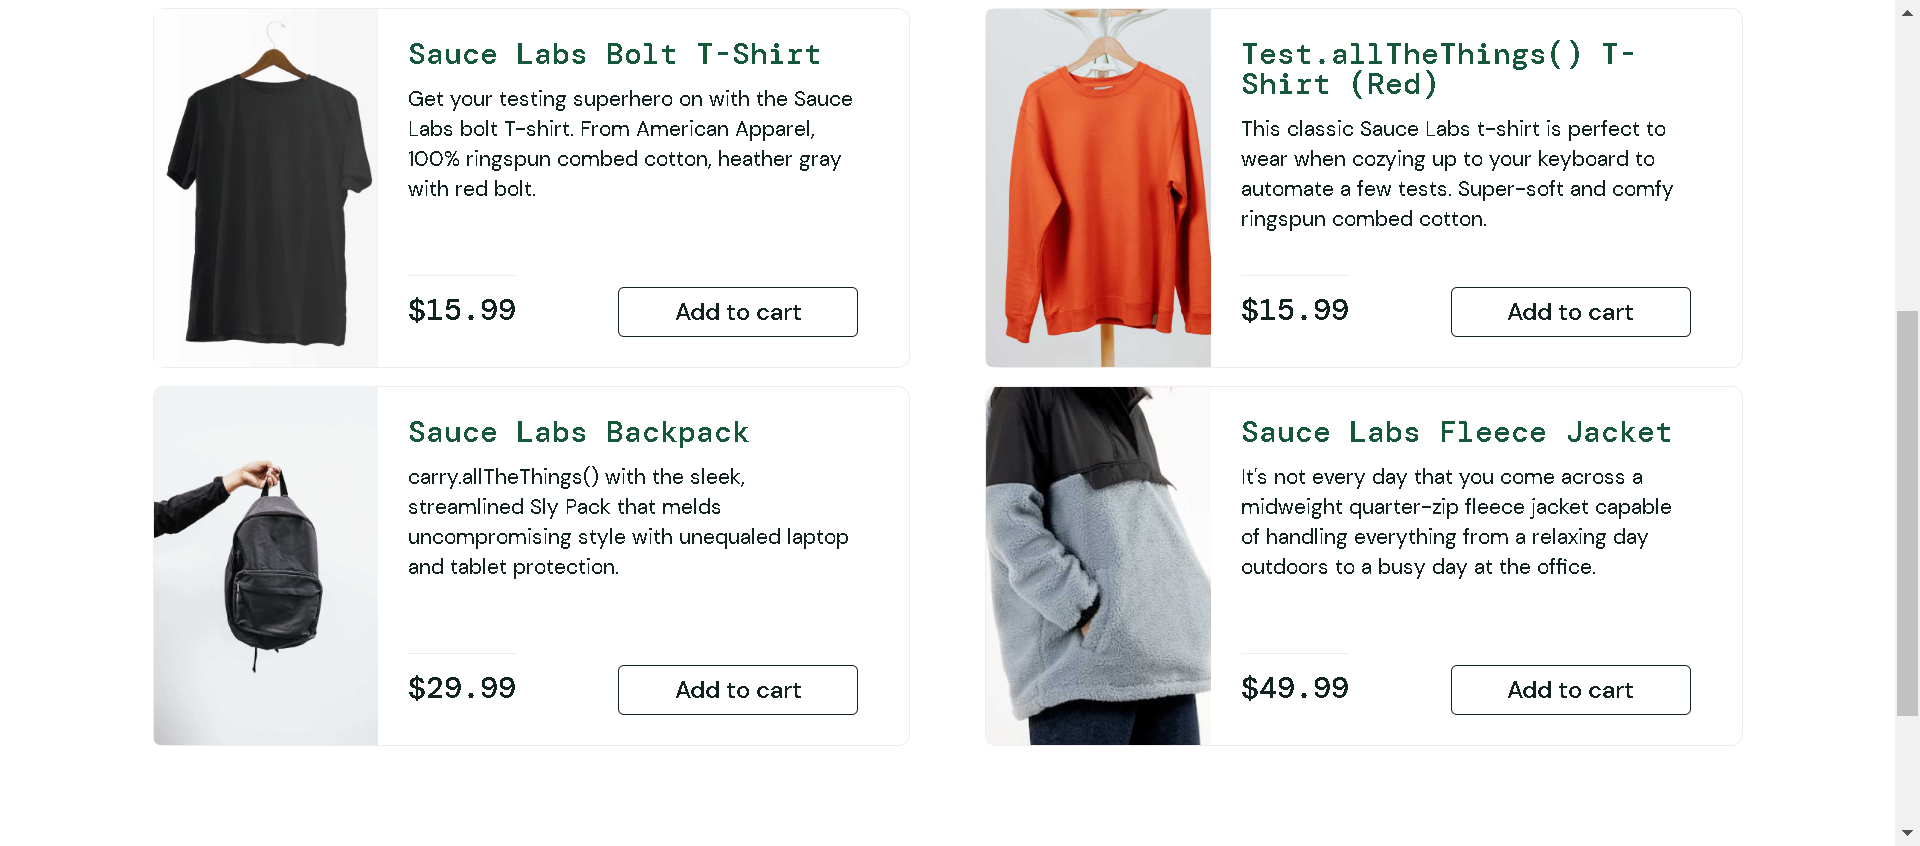 Sauce Labs Bolt T-Shirt
Get your testing superhero on with the Sauce
Labs bolt T-shirt. From American Apparel,
100% ringspun combed cotton, heather gray
with red bolt.
$15.99
Add to cart
Test.allTheThings() T-
Shirt (Red)
This classic Sauce Labs t-shirt is perfect to
wear when cozying up to your keyboard to
automate a few tests. Super-soft and comfy
ringspun combed cotton.
$15.99
Add to cart
Sauce Labs Backpack
carry.allTheThings() with the sleek,
streamlined Sly Pack that melds
uncompromising style with unequaled laptop
and tablet protection.
$29.99
Add to cart
Sauce Labs Fleece Jacket
It's not every day that you come across a
midweight quarter-zip fleece jacket capable
of handling everything from a relaxing day
outdoors to a busy day at the office.
$49.99
Add to cart